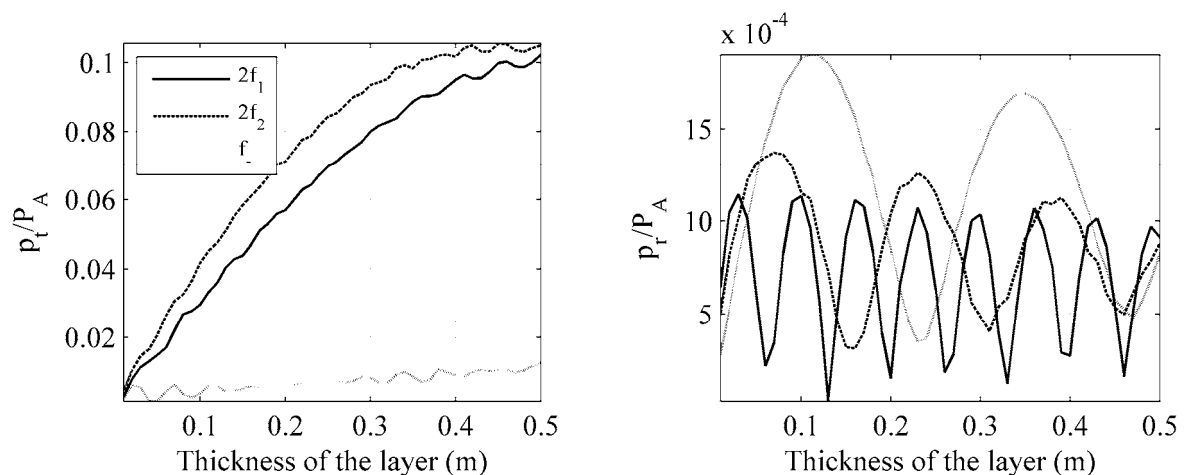 0.1
0.08
0.06
0.04
0.02
p_t/P_A
2f_1
2f_2
f_-
0.1 0.2 0.3 0.4 0.5
Thickness of the layer (m)
x 10^-4
15
10
5
p_r/P_A
0.1 0.2 0.3 0.4 0.5
Thickness of the layer (m)